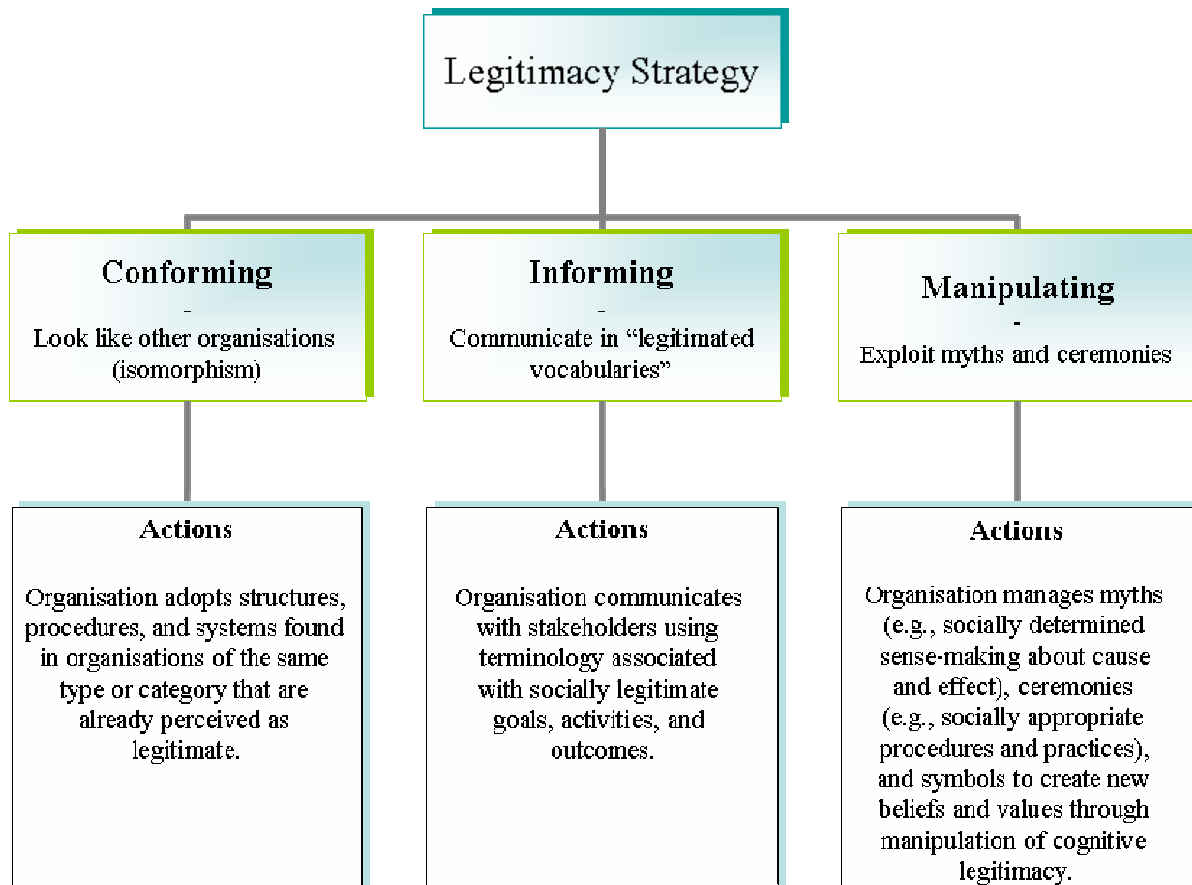 Legitimacy Strategy
Conforming
-
Look like other organisations
(isomorphism)
Informing
-
Communicate in “legitimated
vocabularies”
Manipulating
-
Exploit myths and ceremonies
Actions
Organisation adopts structures,
procedures, and systems found
in organisations of the same
type or category that are
already perceived as
legitimate.
Actions
Organisation communicates
with stakeholders using
terminology associated
with socially legitimate
goals, activities, and
outcomes.
Actions
Organisation manages myths
(e.g., socially determined
sense-making about cause
and effect), ceremonies
(e.g., socially appropriate
procedures and practices),
and symbols to create new
beliefs and values through
manipulation of cognitive
legitimacy.